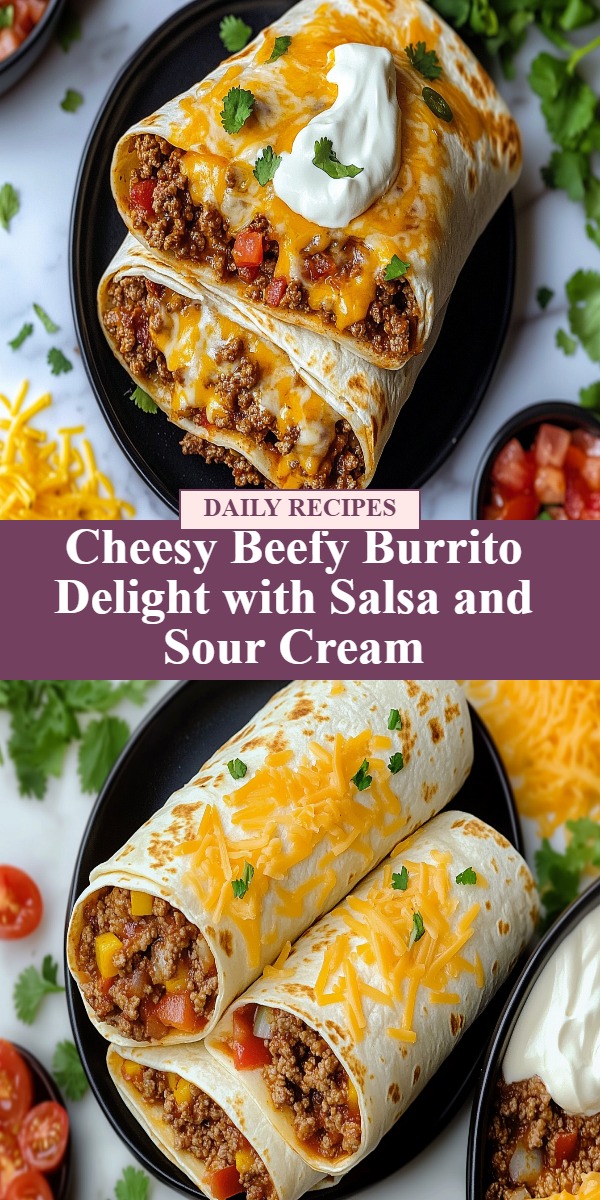 DAILY RECIPES
Cheesy Beefy Burrito
Delight with Salsa and
Sour Cream